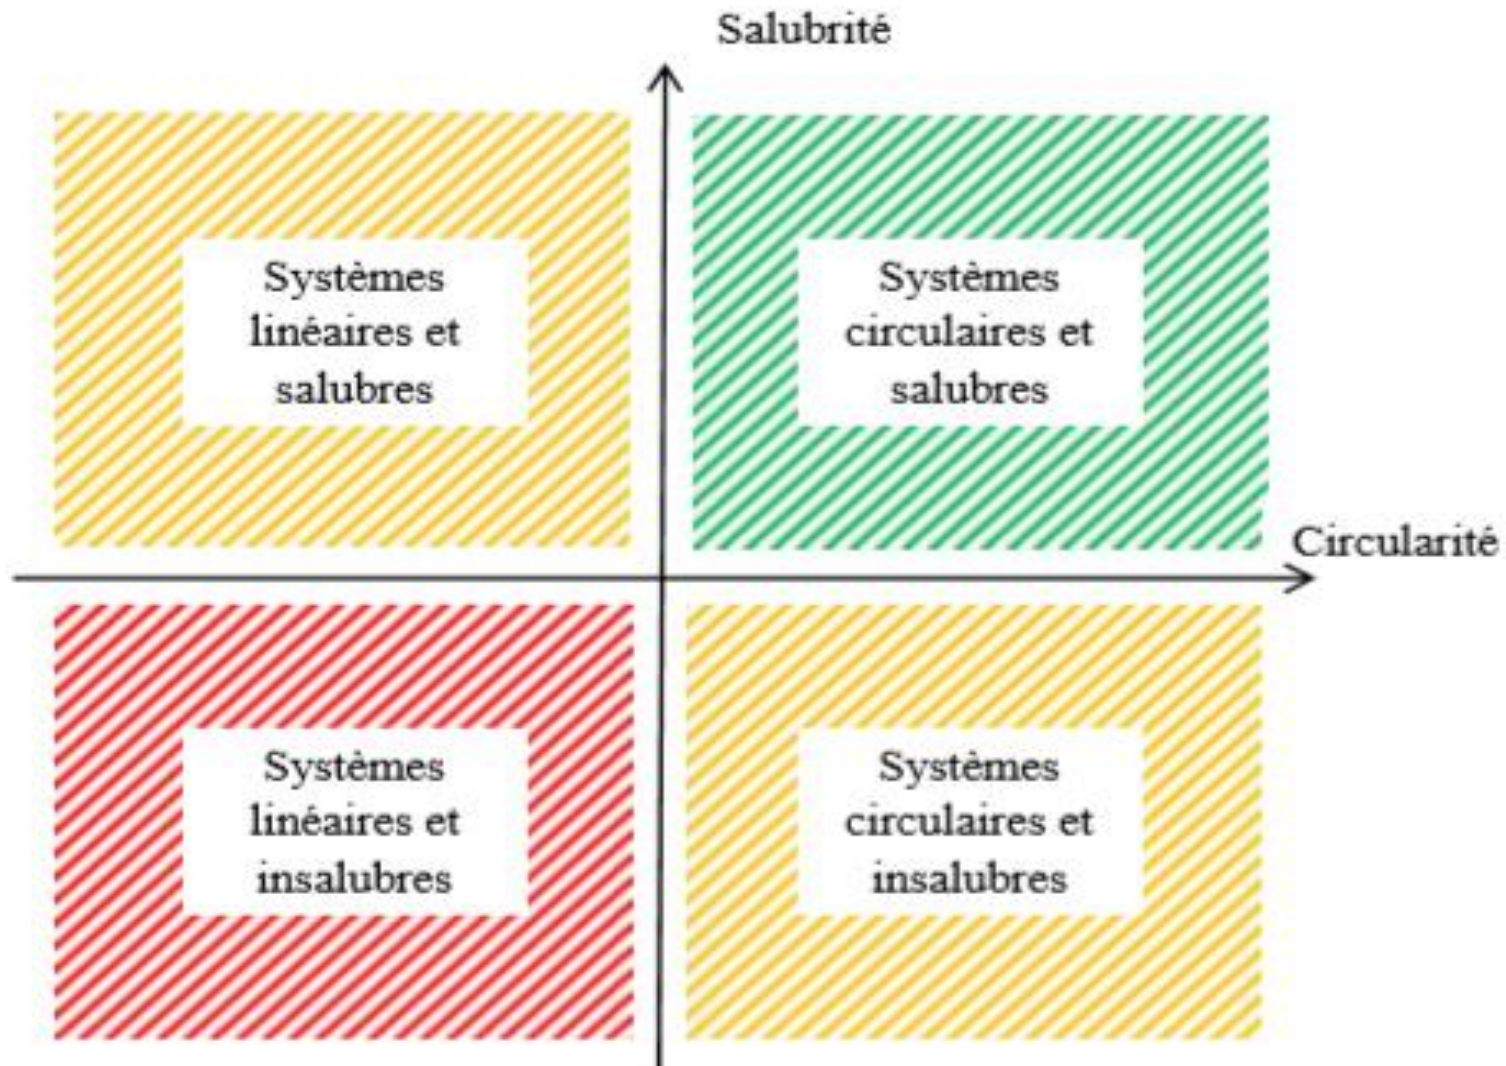 Salubrité
Systèmes
linéaires et
salubres
Systèmes
circulaires et
salubres
Circularité
Systèmes
linéaires et
insalubres
Systèmes
circulaires et
insalubres